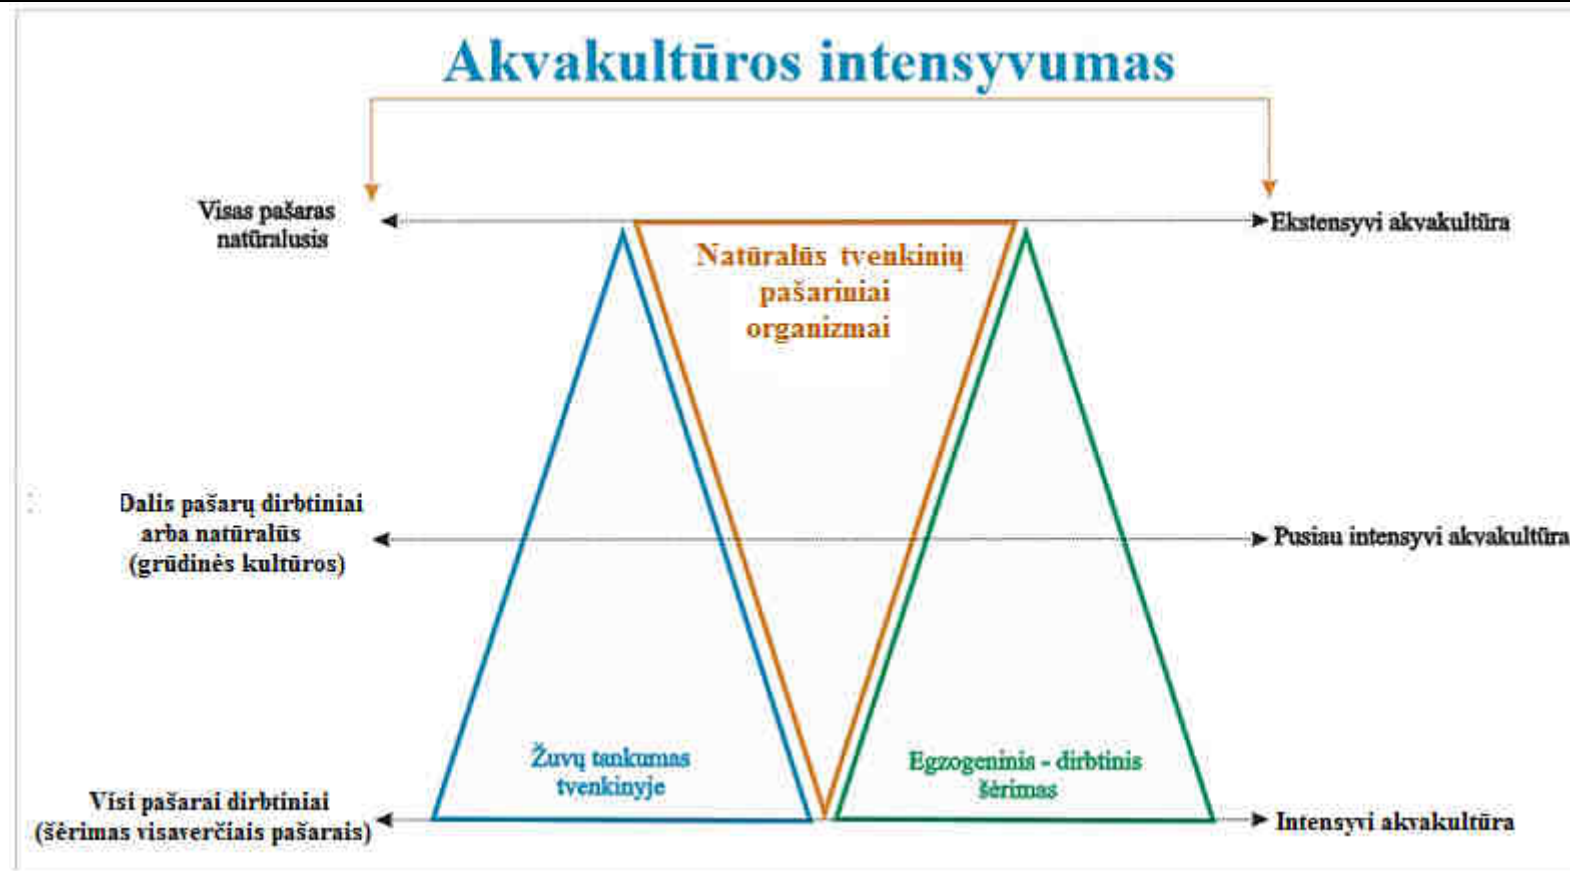 Akvakultūros intensyvumas
Visas pašaras
natūralusis
Ekstensyvi akvakultūra
Natūralūs tvenkinių
pašariniai
organizmai
Dalis pašarų dirbtiniai
arba natūralūs
(grūdinės kultūros)
Pusiau intensyvi akvakultūra
Žuvų tankumas
tvenkinyje
Egzogeninis - dirbtinis
šėrimas
Visi pašarai dirbtiniai
(šėrimas visaverčiais pašarais)
Intensyvi akvakultūra